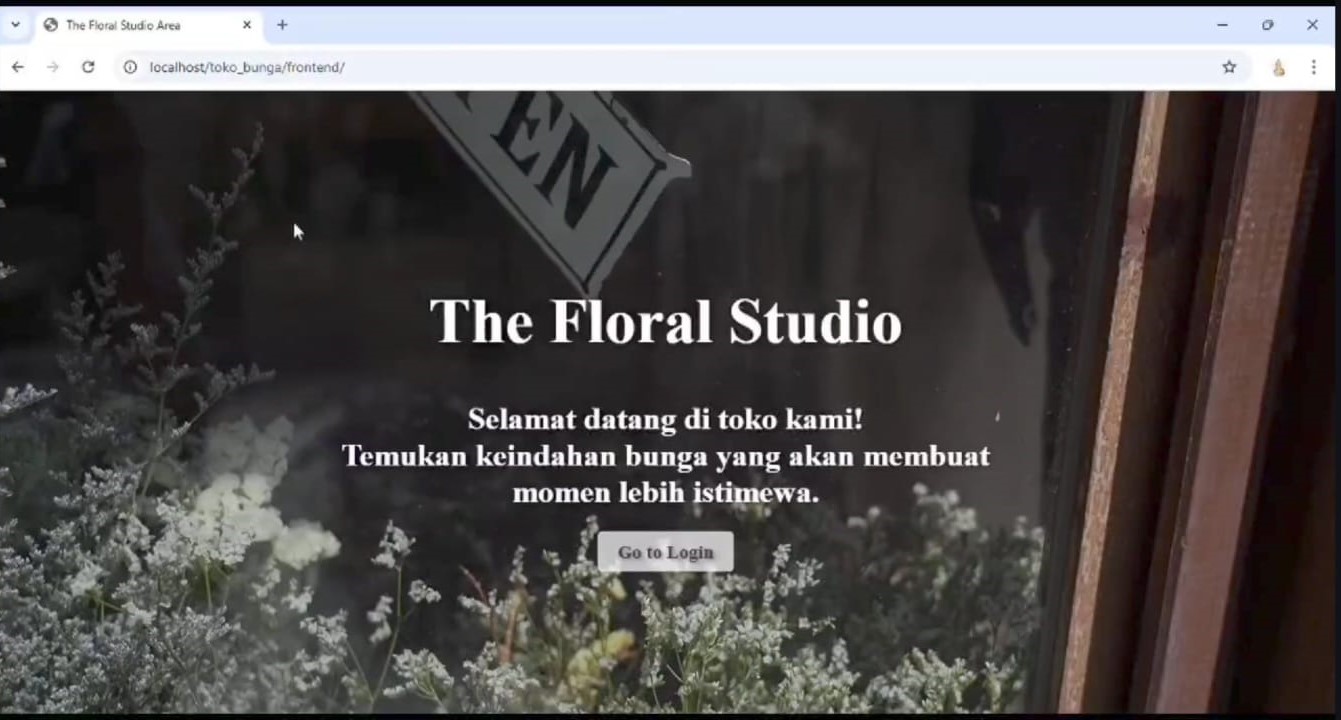 The Floral Studio Area
localhost/toko_bunga/frontend/
EN
The Floral Studio
Selamat datang di toko kami!
Temukan keindahan bunga yang akan membuat
momen lebih istimewa.
Go to Login